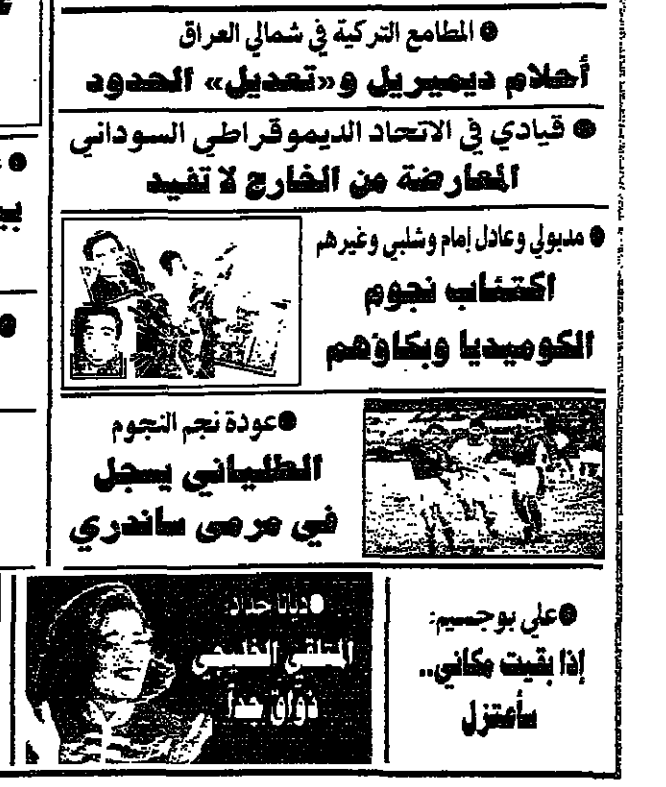 ● المطامع التركية في شمالي العراق
أحلام ديميريل و«تعديل» الحدود
● قيادي في الاتحاد الديموقراطي السوداني
المعارضة من الخارج لا تفيد
● مدبولي وعادل إمام وشلبي وغيرهم
اكتئاب نجوم
الكوميديا وبكاؤهم
● عودة نجم النجوم
الطلياني يسجل
في مرمى ساندري
● ديانا حداد:
المتلقي الخليجي
ذواق جداً
● علي بوجسيم:
إذا بقيت مكاني..
سأعتزل